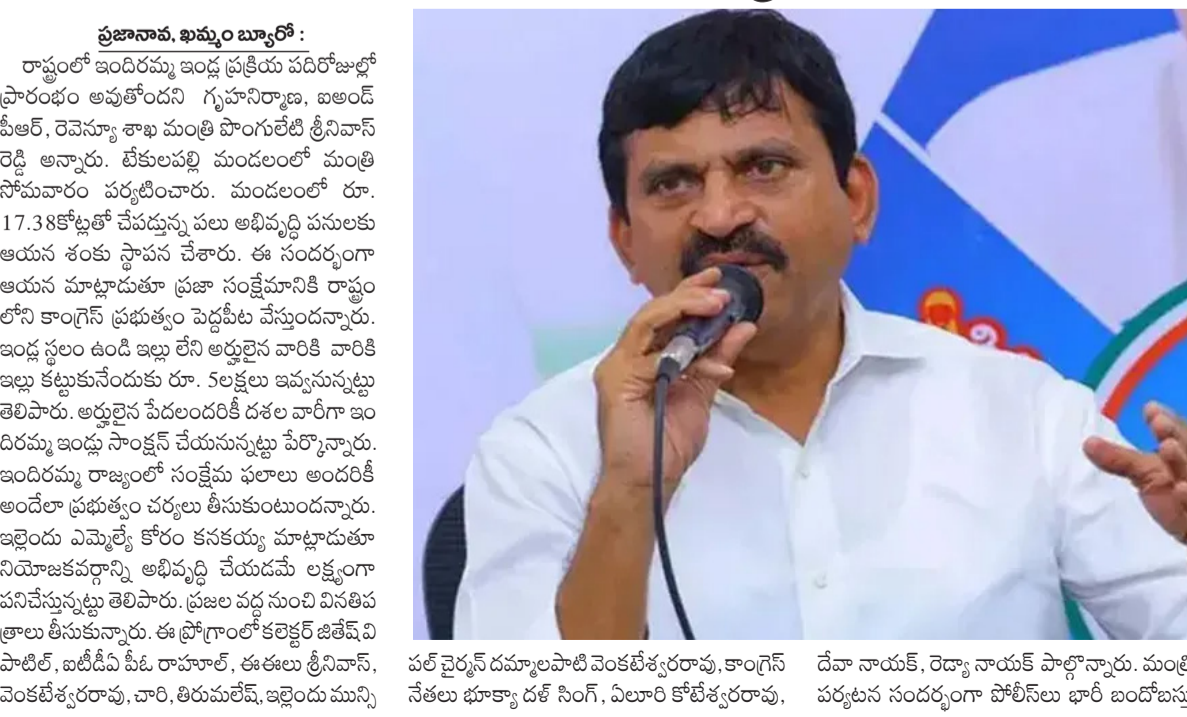 ప్రజానావ, ఖమ్మం బ్యూరో :
రాష్ట్రంలో ఇందిరమ్మ ఇండ్ల ప్రక్రియ పదిరోజుల్లో
ప్రారంభం అవుతోందని గృహనిర్మాణ, ఐఅండ్
పీఆర్, రెవెన్యూ శాఖ మంత్రి పొంగులేటి శ్రీనివాస్
రెడ్డి అన్నారు. టేకులపల్లి మండలంలో మంత్రి
సోమవారం పర్యటించారు. మండలంలో రూ.
17.38కోట్లతో చేపడ్తున్న పలు అభివృద్ధి పనులకు
ఆయన శంకు స్థాపన చేశారు. ఈ సందర్భంగా
ఆయన మాట్లాడుతూ ప్రజా సంక్షేమానికి రాష్ట్రం
లోని కాంగ్రెస్ ప్రభుత్వం పెద్దపీట వేస్తుందన్నారు.
ఇండ్ల స్థలం ఉండి ఇల్లు లేని అర్హులైన వారికి వారికి
ఇల్లు కట్టుకునేందుకు రూ. 5లక్షలు ఇవ్వనున్నట్టు
తెలిపారు. అర్హులైన పేదలందరికీ దశల వారీగా ఇం
దిరమ్మ ఇండ్లు సాంక్షన్ చేయనున్నట్టు పేర్కొన్నారు.
ఇందిరమ్మ రాజ్యంలో సంక్షేమ ఫలాలు అందరికీ
అందేలా ప్రభుత్వం చర్యలు తీసుకుంటుందన్నారు.
ఇల్లెందు ఎమ్మెల్యే కోరం కనకయ్య మాట్లాడుతూ
నియోజకవర్గాన్ని అభివృద్ధి చేయడమే లక్ష్యంగా
పనిచేస్తున్నట్టు తెలిపారు. ప్రజల వద్ద నుంచి వినతిప
త్రాలు తీసుకున్నారు. ఈ ప్రోగ్రాంలో కలెక్టర్ జితేష్ వి
పాటిల్, ఐటీడీఏ పీఓ రాహూల్, ఈఈలు శ్రీనివాస్,
వెంకటేశ్వరరావు, చారి, తిరుమలేష్, ఇల్లెందు మున్సి
పల్ చైర్మన్ దమ్మాలపాటి వెంకటేశ్వరరావు, కాంగ్రెస్
నేతలు భూక్యా దళ్ సింగ్, ఏలూరి కోటేశ్వరరావు,
దేవా నాయక్, రెడ్యా నాయక్ పాల్గొన్నారు. మంత్రి
పర్యటన సందర్భంగా పోలీస్‌లు భారీ బందోబస్తు